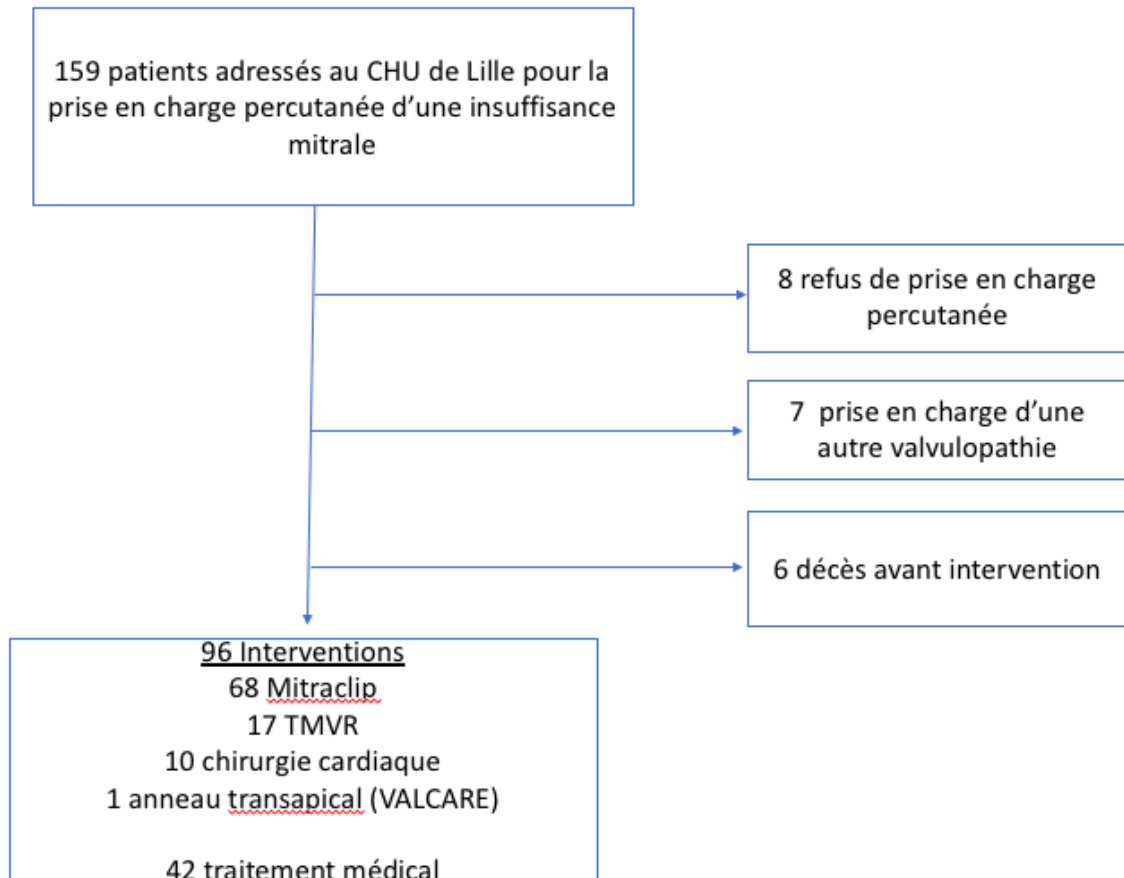 159 patients adressés au CHU de Lille pour la
prise en charge percutanée d'une insuffisance
mitrale
8 refus de prise en charge
percutanée
7 prise en charge d'une
autre valvulopathie
6 décès avant intervention
96 Interventions
68 Mitraclip
17 TMVR
10 chirurgie cardiaque
1 anneau transapical (VALCARE)
42 traitement médical